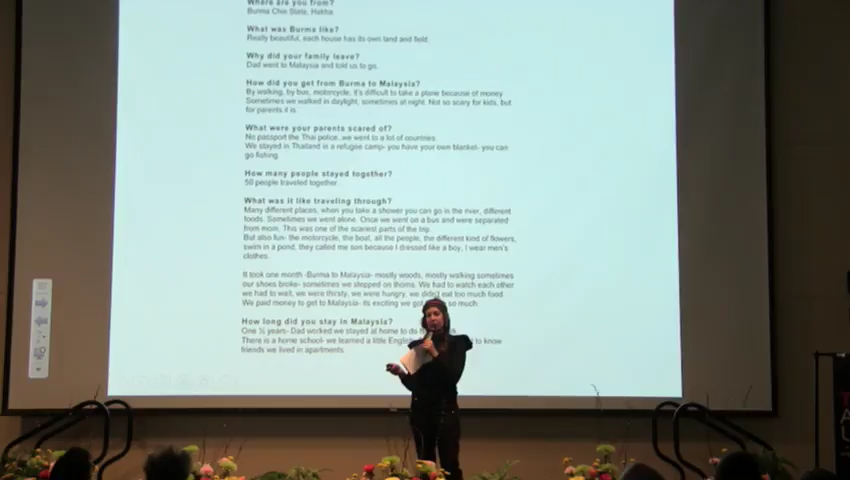 Where are you from?
Burma Chin State, Hakha.
What was Burma like?
Really beautiful, each house has its own land and field.
Why did your family leave?
Dad went to Malaysia and told us to go.
How did you get from Burma to Malaysia?
By walking, by bus, motorcycle, it's difficult to take a plane because of money
Sometimes we walked in daylight, sometimes at night. Not so scary for kids, but
for parents it is
What were your parents scared of?
No passport the Thai police..we went to a lot of countries.
We stayed in Thailand is a refugee camp- you have your own blanket- you can
go fishing
How many people stayed together?
50 people traveled together.
What was it like traveling through?
Many different places, when you take a shower you can go in the river, different
foods. Sometimes we went alone. Once we went on a bus and were separated
from mom. This was one of the scariest parts of the trip.
But also fun- the motorcycle, the boat, all the people, the different kind of flowers,
swim in a pond, they called me son because I dressed like a boy, I wear men's
clothes.
It took one month -Burma to Malaysia- mostly woods, mostly walking sometimes
our shoes broke- sometimes we stepped on thorns. We had to watch each other
we had to wait, we were thirsty, we were hungry, we didn't eat too much food.
We paid money to get to Malaysia- its exciting we got so much
How long did you stay in Malaysia?
One ½ years- Dad worked we stayed at home to do
There is a home school- we learned a little English to know
friends we lived in apartments